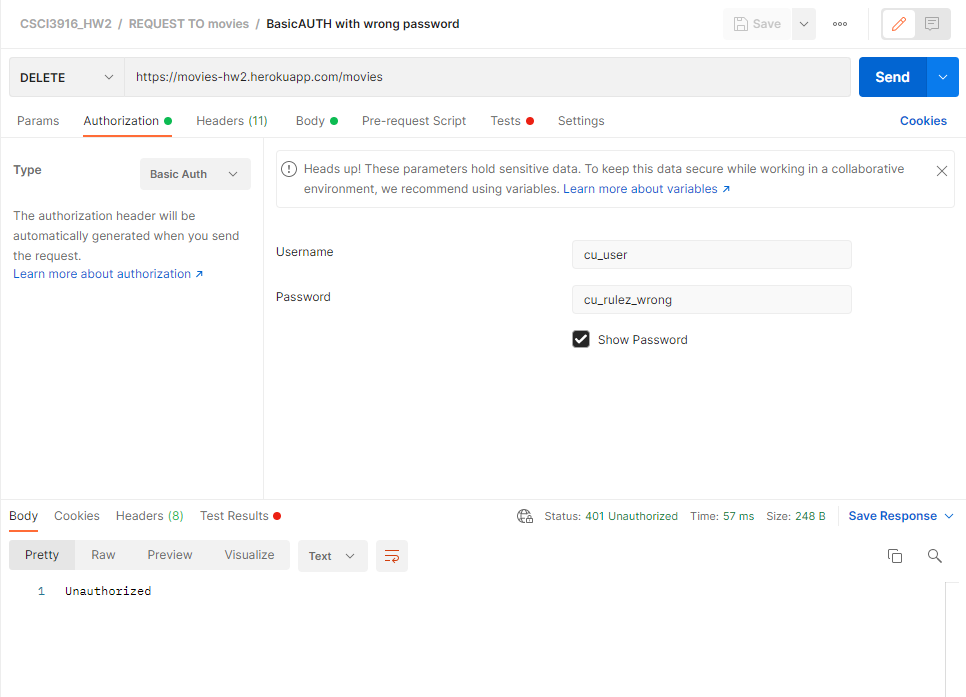 CSCI3916_HW2 / REQUEST TO movies / BasicAUTH with wrong password
Save
DELETE https://movies-hw2.herokuapp.com/movies Send
Params Authorization Headers (11) Body Pre-request Script Tests Settings Cookies
Type Basic Auth
The authorization header will be
automatically generated when you send
the request.
Learn more about authorization ↗
Heads up! These parameters hold sensitive data. To keep this data secure while working in a collaborative
environment, we recommend using variables. Learn more about variables ↗
Username cu_user
Password cu_rulez_wrong
Show Password
Body Cookies Headers (8) Test Results Status: 401 Unauthorized Time: 57 ms Size: 248 B Save Response
Pretty Raw Preview Visualize Text
1 Unauthorized